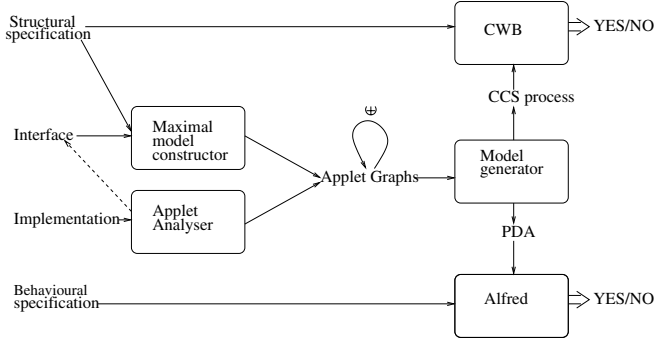 Structural
specification
CWB
YES/NO
CCS process
Interface
Maximal
model
constructor
⊕
Applet Graphs
Model
generator
Implementation
Applet
Analyser
PDA
Behavioural
specification
Alfred
YES/NO